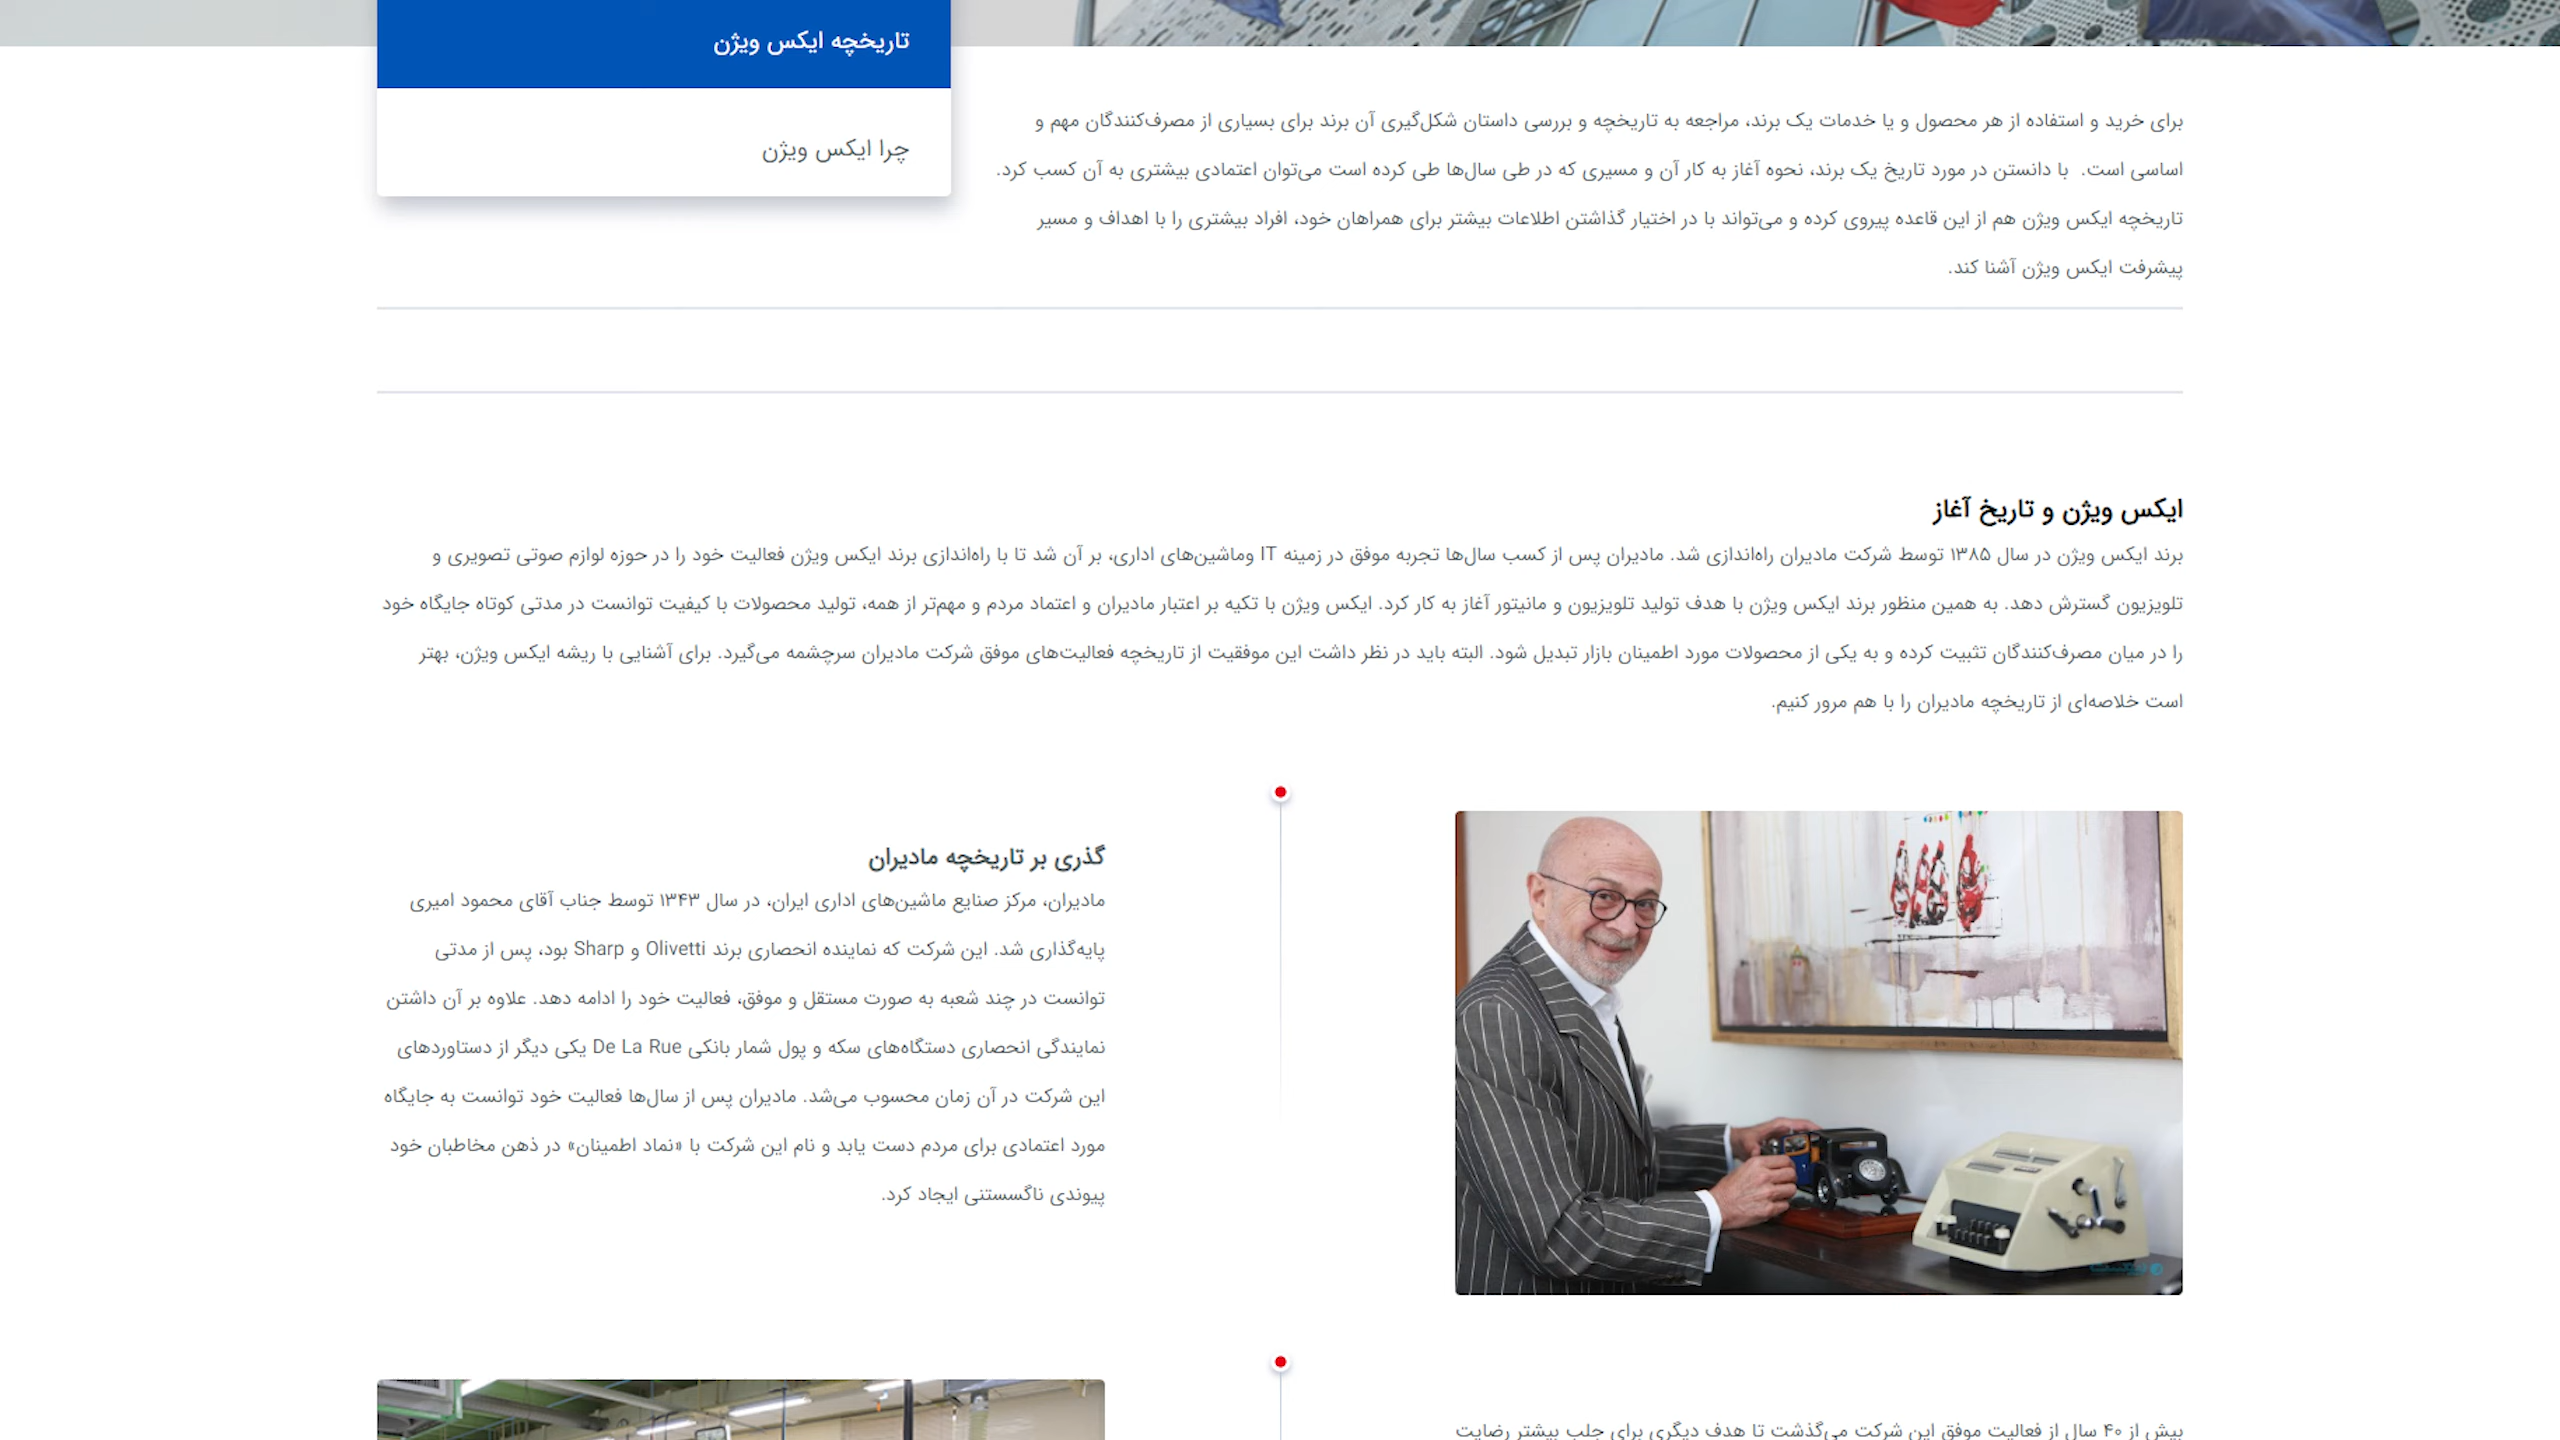 تاریخچه ایکس ویژن
چرا ایکس ویژن
برای خرید و استفاده از هر محصول و یا خدمات یک برند، مراجعه به تاریخچه و بررسی داستان شکل‌گیری آن برند برای بسیاری از مصرف‌کنندگان مهم و
اساسی است. با دانستن در مورد تاریخ یک برند، نحوه آغاز به کار آن و مسیری که در طی سال‌ها طی کرده است می‌توان اعتمادی بیشتری به آن کسب کرد.
تاریخچه ایکس ویژن هم از این قاعده پیروی کرده و می‌تواند با در اختیار گذاشتن اطلاعات بیشتر برای همراهان خود، افراد بیشتری را با اهداف و مسیر
پیشرفت ایکس ویژن آشنا کند.
ایکس ویژن و تاریخ آغاز
برند ایکس ویژن در سال ۱۳۸۵ توسط شرکت مادیران راه‌اندازی شد. مادیران پس از کسب سال‌ها تجربه موفق در زمینه IT وماشین‌های اداری، بر آن شد تا با راه‌اندازی برند ایکس ویژن فعالیت خود را در حوزه لوازم صوتی تصویری و
تلویزیون گسترش دهد. به همین منظور برند ایکس ویژن با هدف تولید تلویزیون و مانیتور آغاز به کار کرد. ایکس ویژن با تکیه بر اعتبار مادیران و اعتماد مردم و مهم‌تر از همه، تولید محصولات با کیفیت توانست در مدتی کوتاه جایگاه خود
را در میان مصرف‌کنندگان تثبیت کرده و به یکی از محصولات مورد اطمینان بازار تبدیل شود. البته باید در نظر داشت این موفقیت از تاریخچه فعالیت‌های موفق شرکت مادیران سرچشمه می‌گیرد. برای آشنایی با ریشه ایکس ویژن، بهتر
است خلاصه‌ای از تاریخچه مادیران را با هم مرور کنیم.
گذری بر تاریخچه مادیران
مادیران، مرکز صنایع ماشین‌های اداری ایران، در سال ۱۳۴۳ توسط جناب آقای محمود امیری
پایه‌گذاری شد. این شرکت که نماینده انحصاری برند Olivetti و Sharp بود، پس از مدتی
توانست در چند شعبه به صورت مستقل و موفق، فعالیت خود را ادامه دهد. علاوه بر آن داشتن
نمایندگی انحصاری دستگاه‌های سکه و پول شمار بانکی De La Rue یکی دیگر از دستاوردهای
این شرکت در آن زمان محسوب می‌شد. مادیران پس از سال‌ها فعالیت خود توانست به جایگاه
مورد اعتمادی برای مردم دست یابد و نام این شرکت با «نماد اطمینان» در ذهن مخاطبان خود
پیوندی ناگسستنی ایجاد کرد.
بیش از ۴۰ سال از فعالیت موفق این شرکت می‌گذشت تا هدف دیگری برای جلب بیشتر رضایت